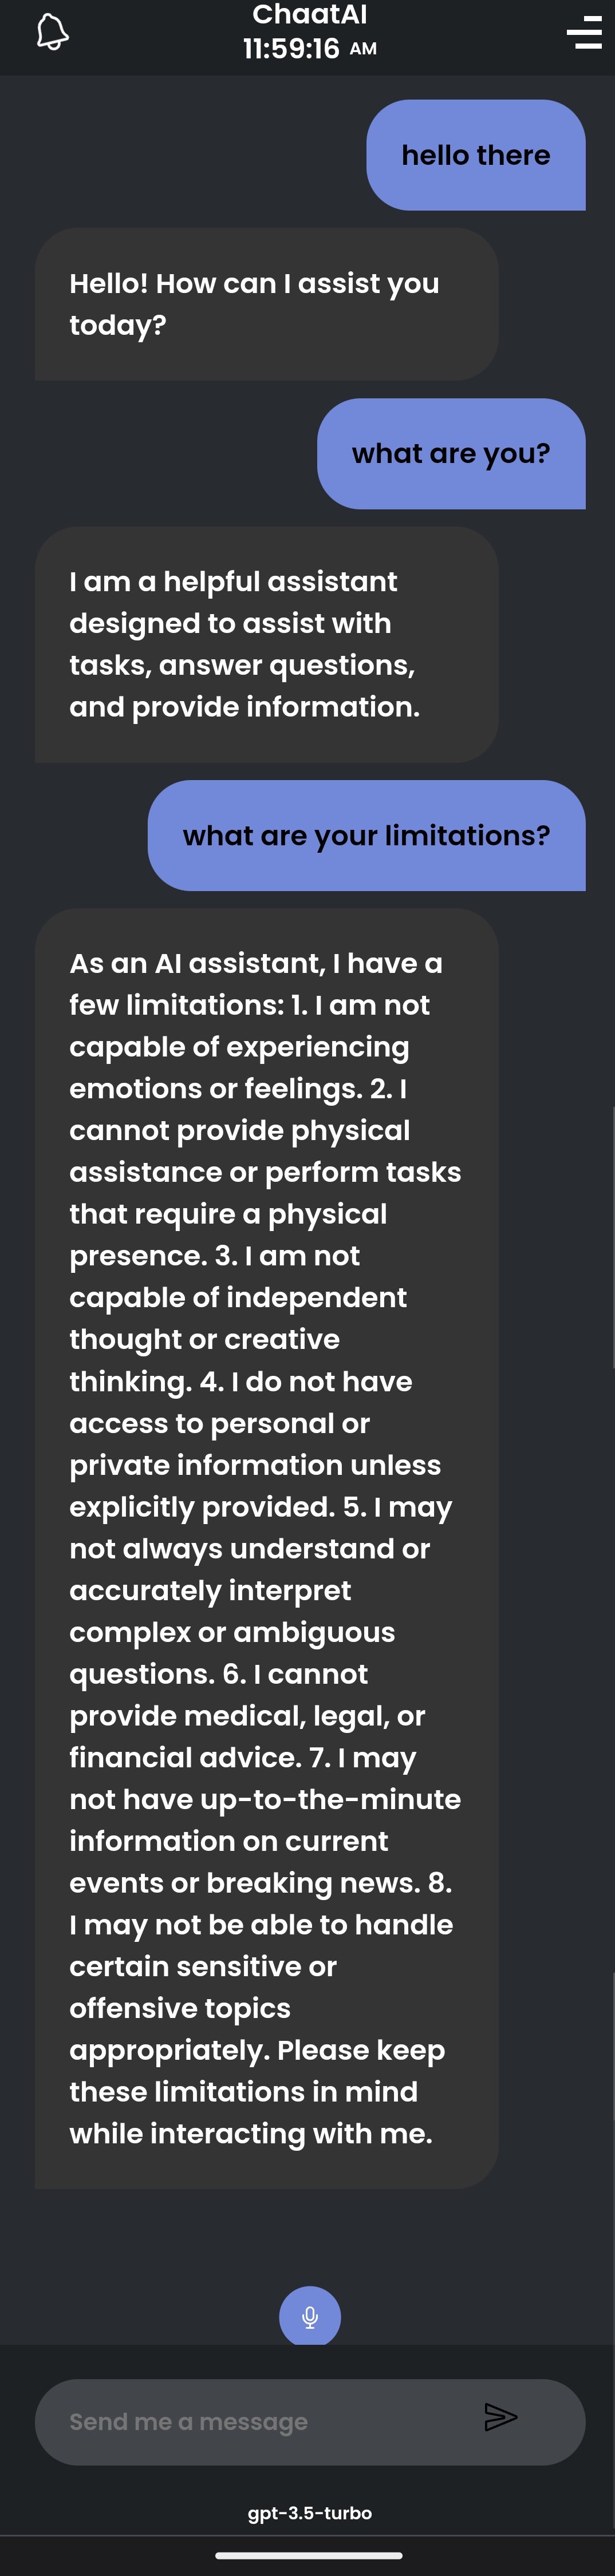 ChaatAI
11:59:16 AM
hello there
Hello! How can I assist you
today?
what are you?
I am a helpful assistant
designed to assist with
tasks, answer questions,
and provide information.
what are your limitations?
As an AI assistant, I have a
few limitations: 1. I am not
capable of experiencing
emotions or feelings. 2. I
cannot provide physical
assistance or perform tasks
that require a physical
presence. 3. I am not
capable of independent
thought or creative
thinking. 4. I do not have
access to personal or
private information unless
explicitly provided. 5. I may
not always understand or
accurately interpret
complex or ambiguous
questions. 6. I cannot
provide medical, legal, or
financial advice. 7. I may
not have up-to-the-minute
information on current
events or breaking news. 8.
I may not be able to handle
certain sensitive or
offensive topics
appropriately. Please keep
these limitations in mind
while interacting with me.
Send me a message
gpt-3.5-turbo